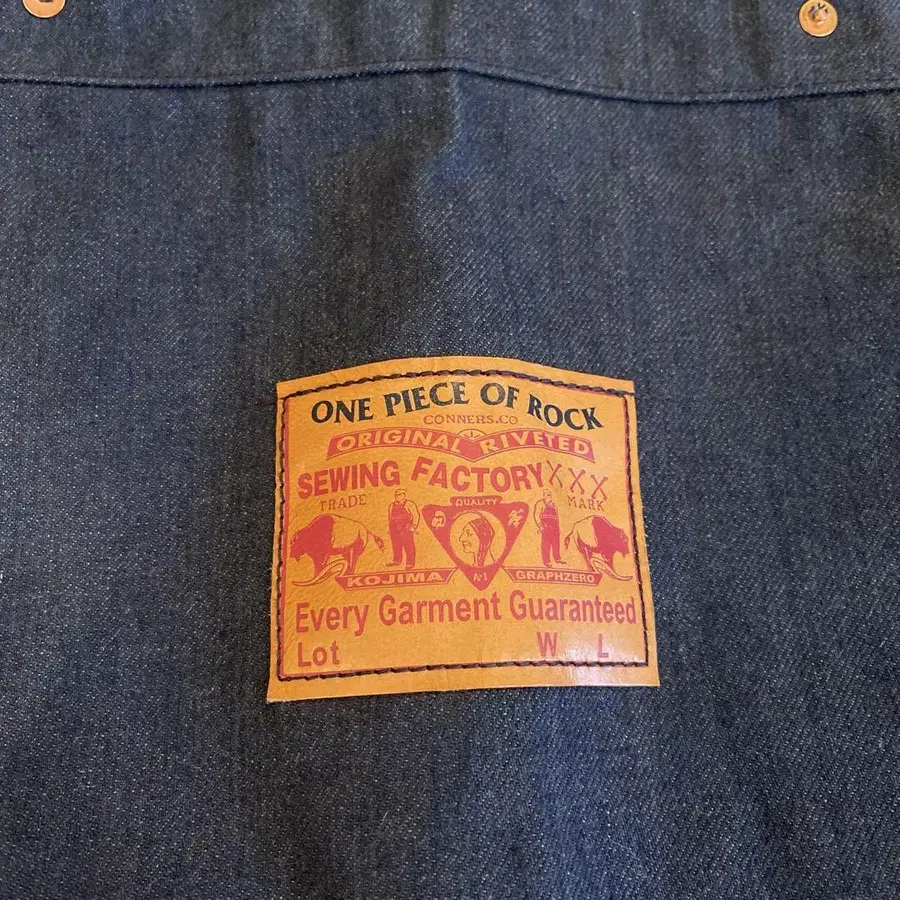 ONE PIECE OF ROCK
CONNERS.CO
ORIGINAL RIVETED
SEWING FACTORY XXX
TRADE QUALITY MARK
KOJIMA A-1 GRAPHZERO
Every Garment Guaranteed
Lot W L